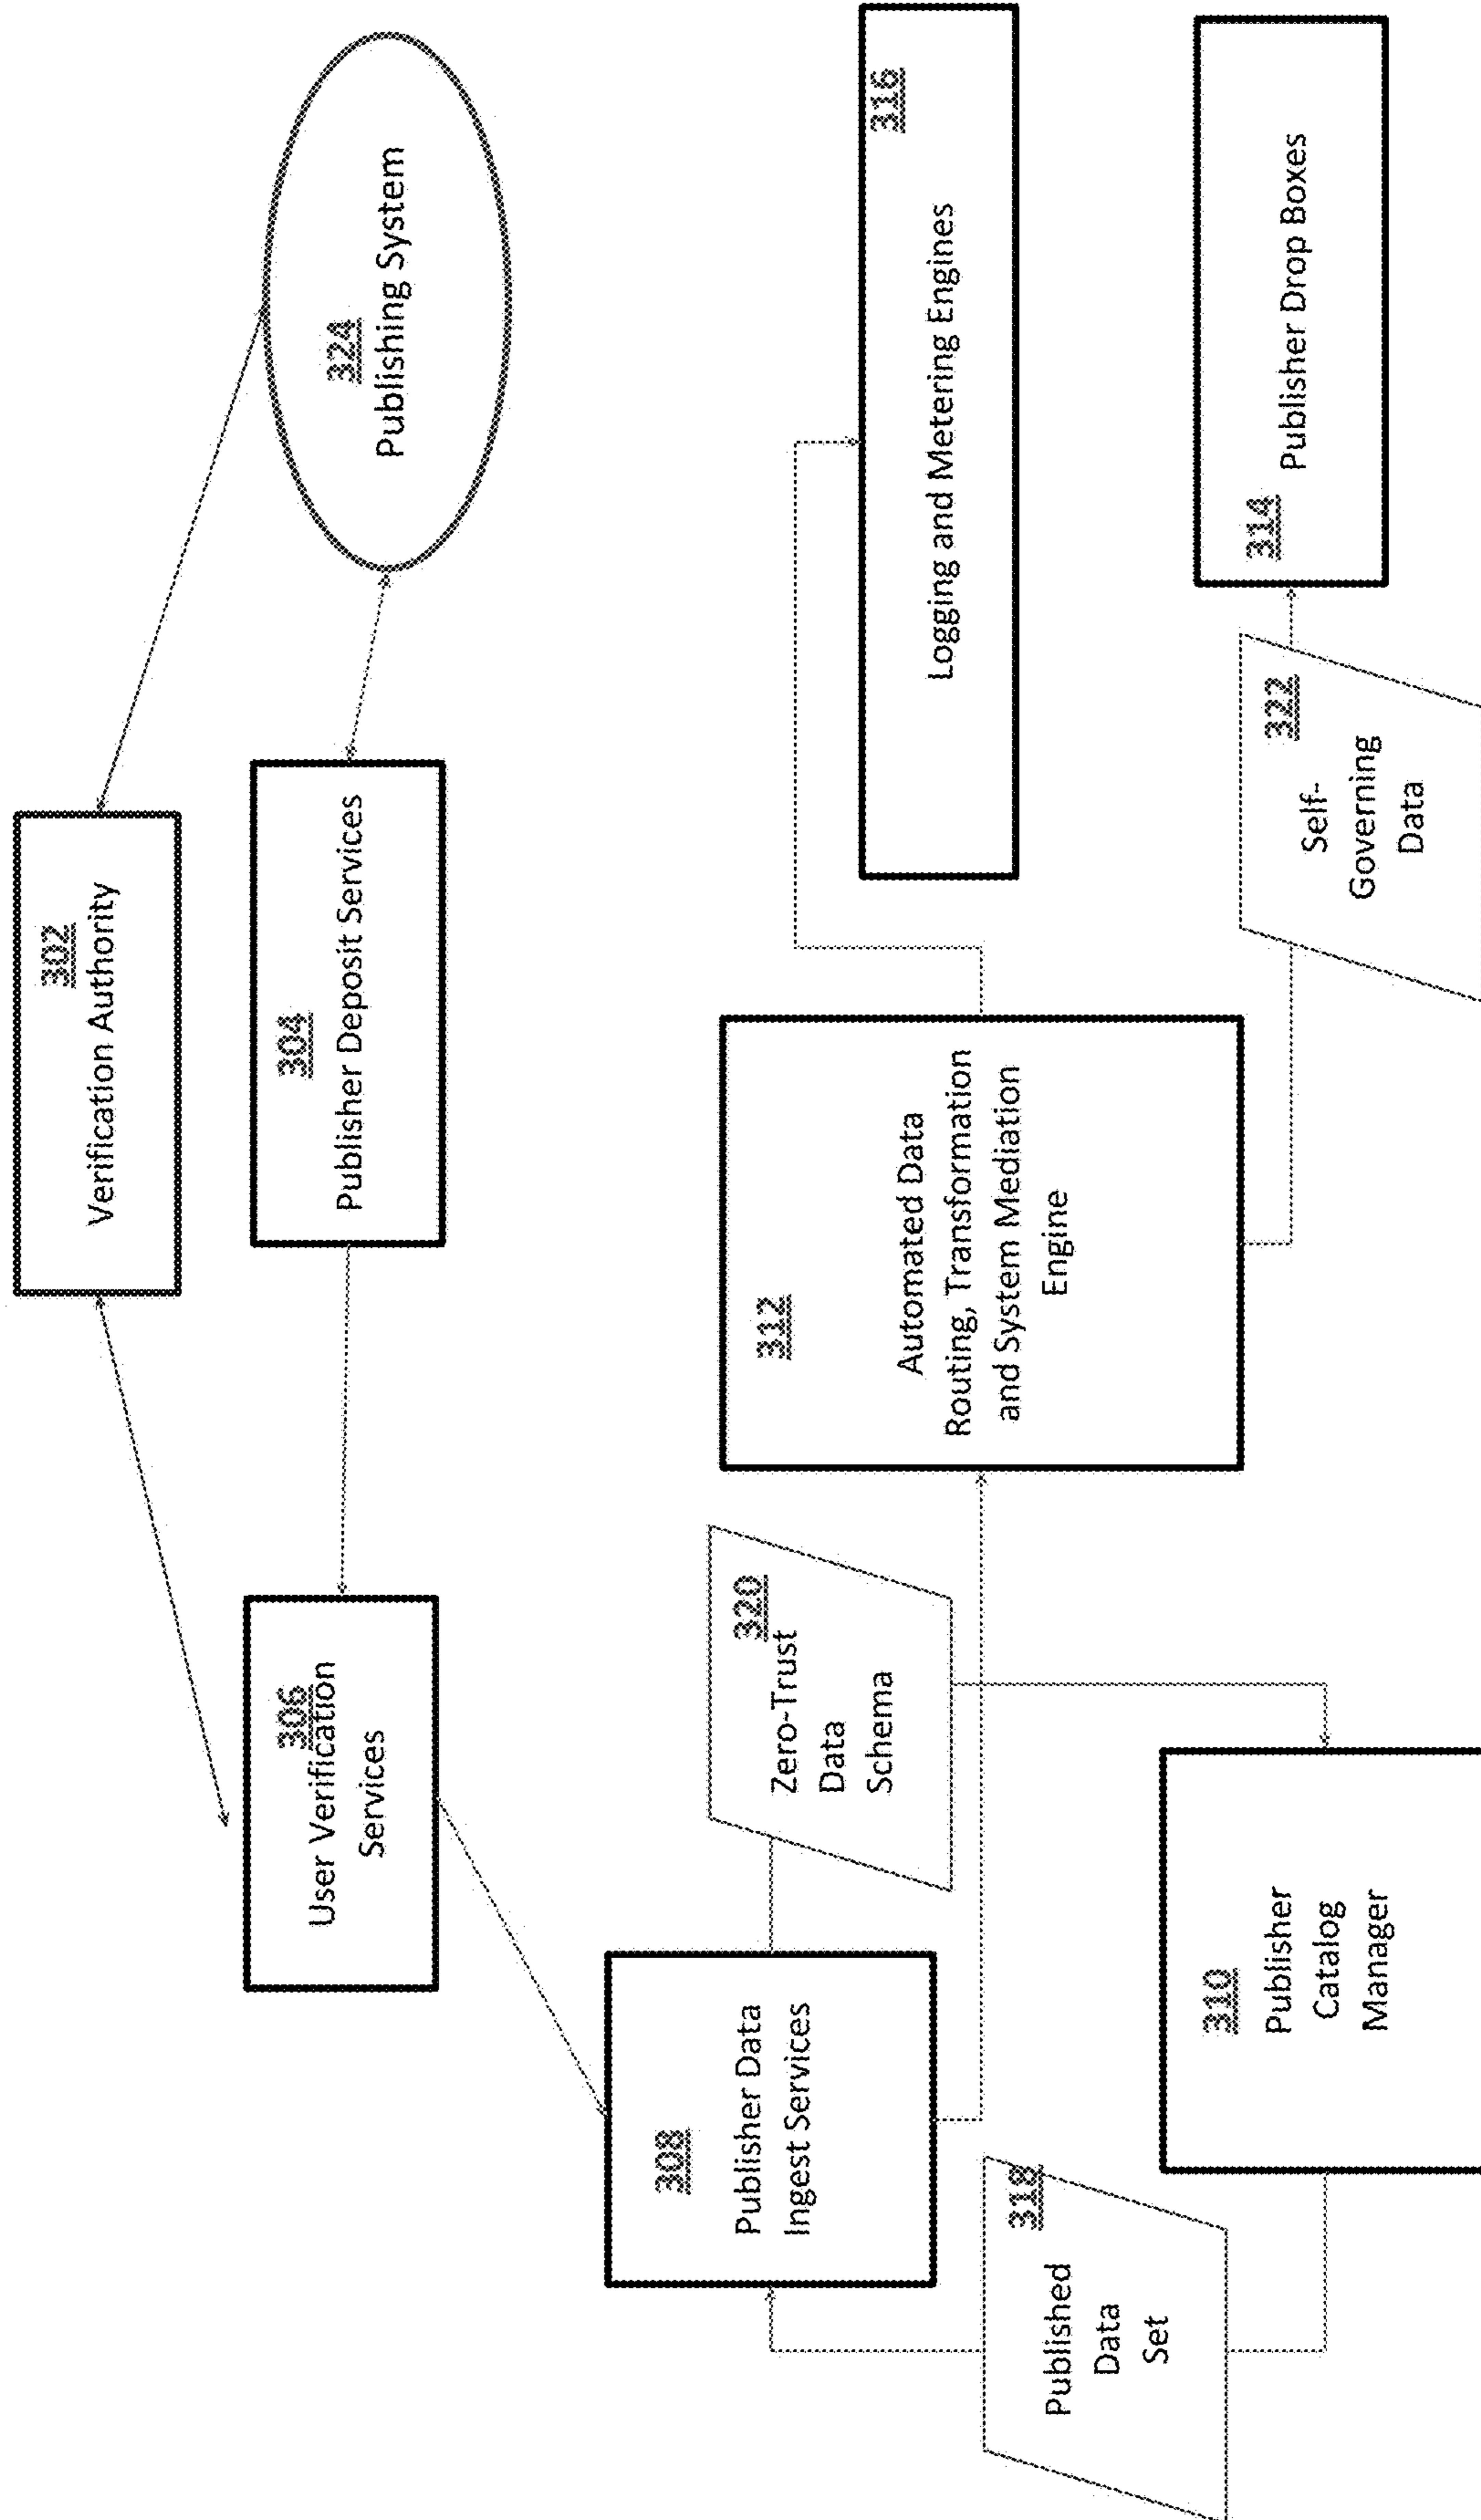 302
Verification Authority
304
Publisher Deposit Services
324
Publishing System
306
User Verification
Services
308
Publisher Data
Ingest Services
320
Zero-Trust
Data
Schema
312
Automated Data
Routing, Transformation
and System Mediation
Engine
316
Logging and Metering Engines
318
Published
Data
Set
310
Publisher
Catalog
Manager
322
Self-
Governing
Data
314
Publisher Drop Boxes